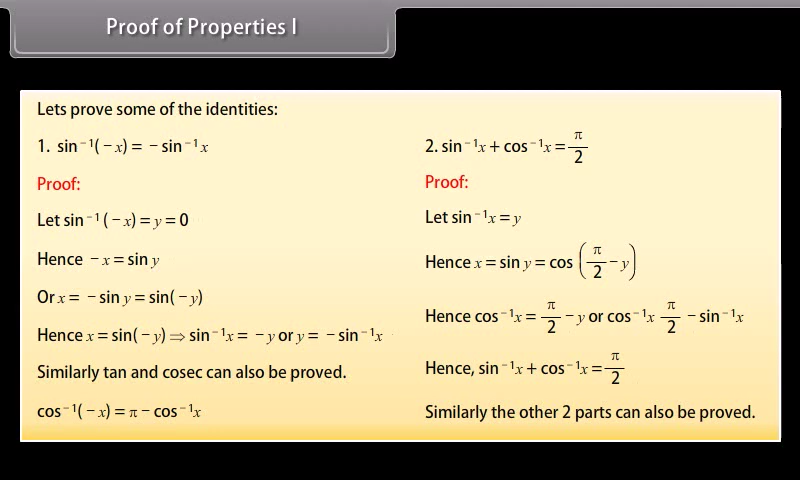 Proof of Properties I
Lets prove some of the identities:
1. sin⁻¹(−x) = −sin⁻¹x
Proof:
Let sin⁻¹(−x) = y = 0
Hence −x = sin y
Or x = −sin y = sin(−y)
Hence x = sin(−y) ⇒ sin⁻¹x = −y or y = −sin⁻¹x
Similarly tan and cosec can also be proved.
cos⁻¹(−x) = π − cos⁻¹x
2. sin⁻¹x + cos⁻¹x = π/2
Proof:
Let sin⁻¹x = y
Hence x = sin y = cos (π/2 − y)
Hence cos⁻¹x = π/2 − y or cos⁻¹x π/2 − sin⁻¹x
Hence, sin⁻¹x + cos⁻¹x = π/2
Similarly the other 2 parts can also be proved.